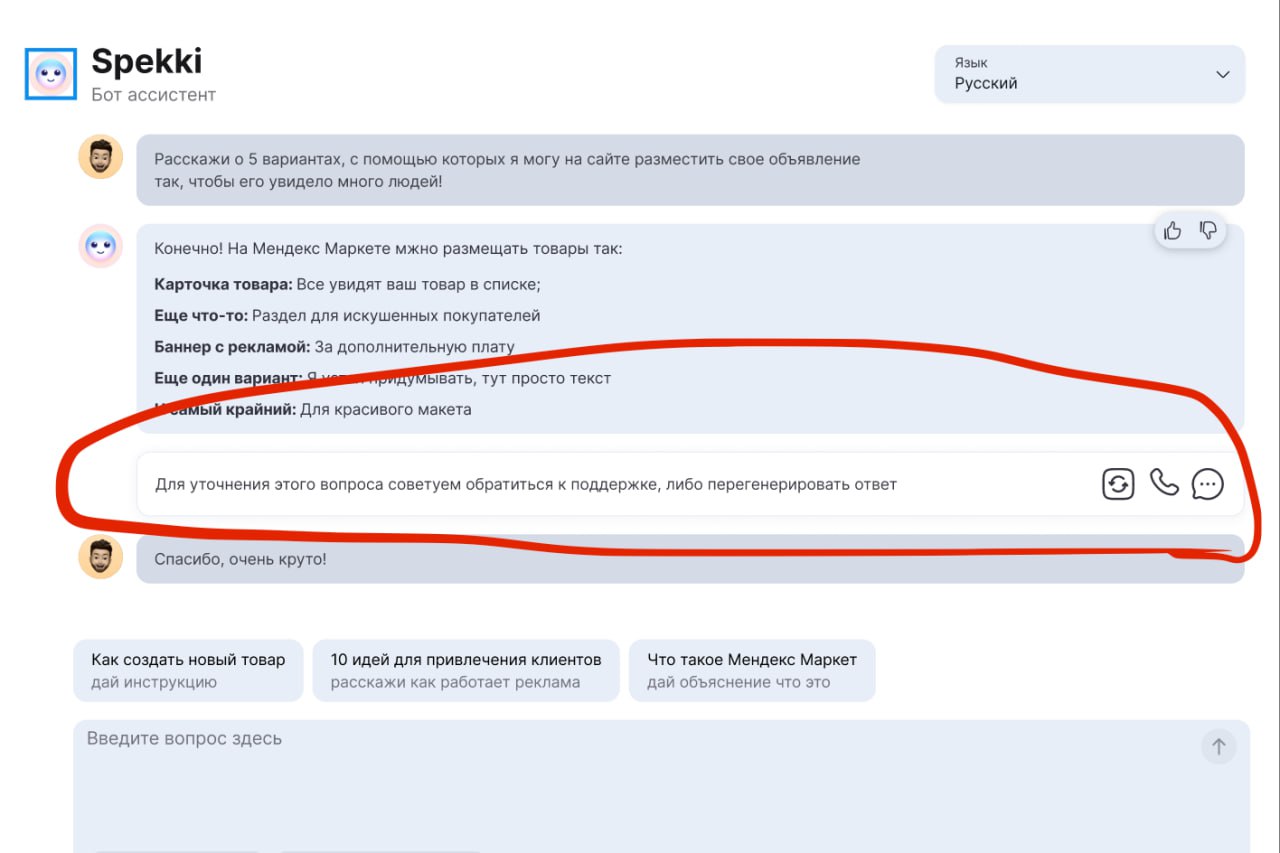 Spekki
Бот ассистент
Язык
Русский
Расскажи о 5 вариантах, с помощью которых я могу на сайте разместить свое объявление
так, чтобы его увидело много людей!
Конечно! На Мендекс Маркете мжно размещать товары так:
Карточка товара: Все увидят ваш товар в списке;
Еще что-то: Раздел для искушенных покупателей
Баннер с рекламой: За дополнительную плату
Еще один вариант: Я устал придумывать, тут просто текст
И самый крайний: Для красивого макета
Для уточнения этого вопроса советуем обратиться к поддержке, либо перегенерировать ответ
Спасибо, очень круто!
Как создать новый товар
дай инструкцию
10 идей для привлечения клиентов
расскажи как работает реклама
Что такое Мендекс Маркет
дай объяснение что это
Введите вопрос здесь